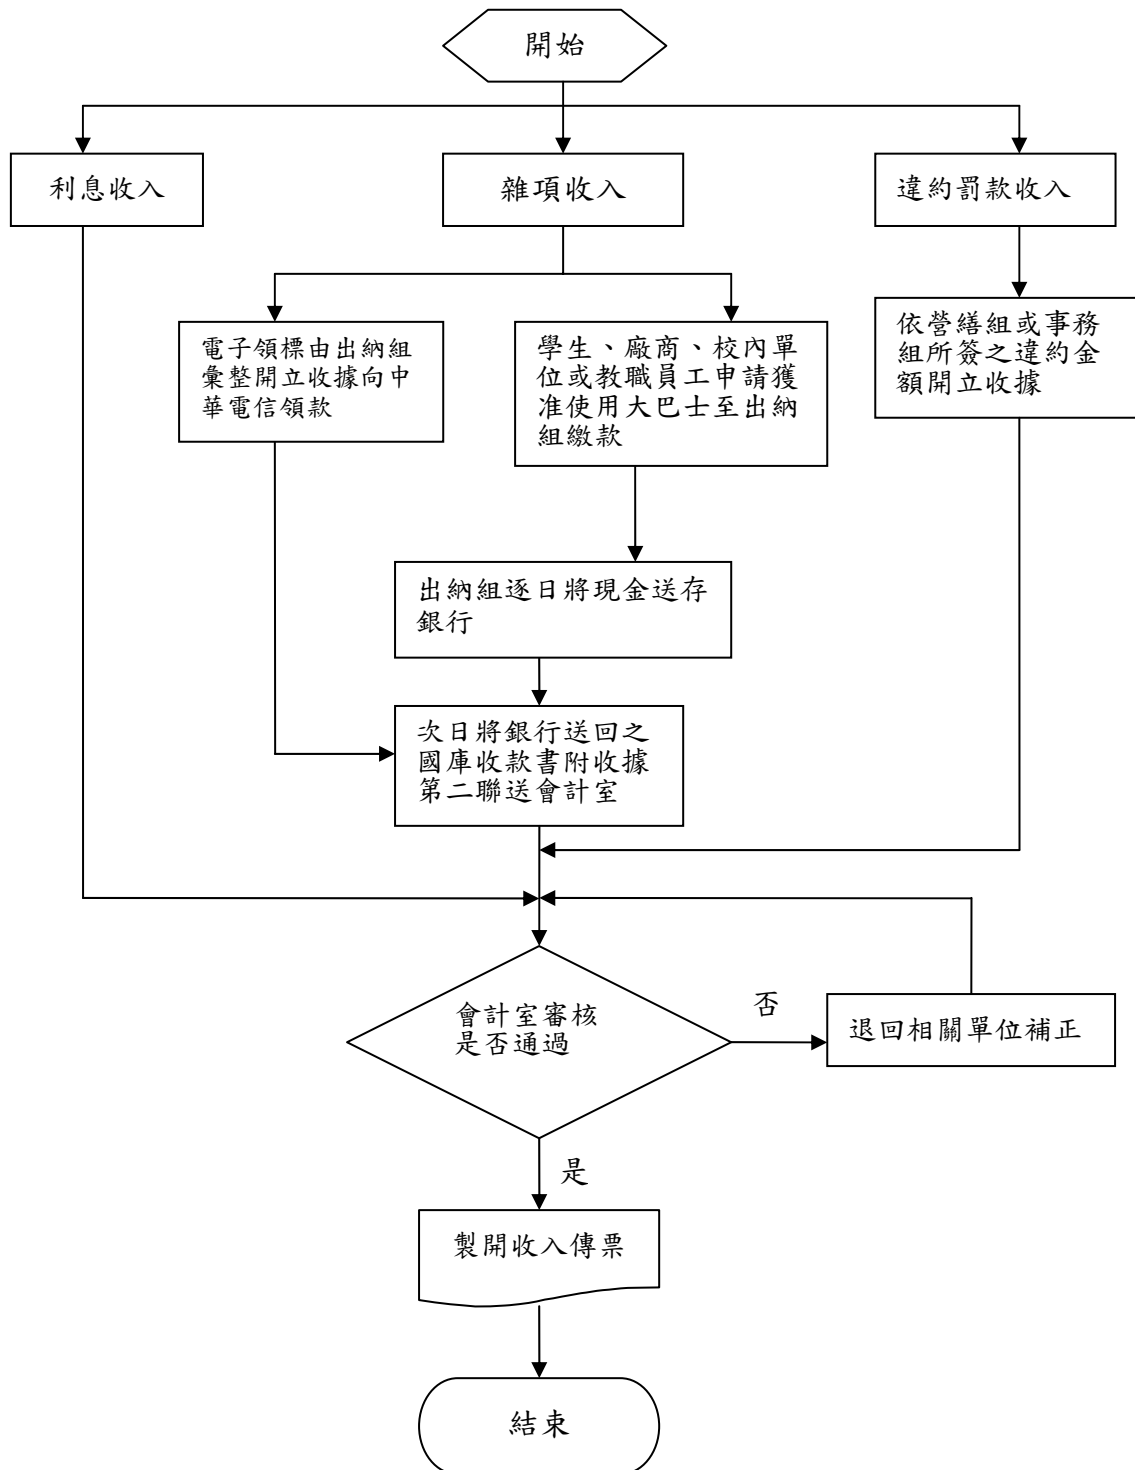 開始
利息收入
雜項收入
違約罰款收入
電子領標由出納組
彙整開立收據向中
華電信領款
學生、廠商、校內單
位或教職員工申請獲
准使用大巴士至出納
組繳款
依營繕組或事務
組所簽之違約金
額開立收據
出納組逐日將現金送存
銀行
次日將銀行送回之
國庫收款書附收據
第二聯送會計室
會計室審核
是否通過
否
退回相關單位補正
是
製開收入傳票
結束